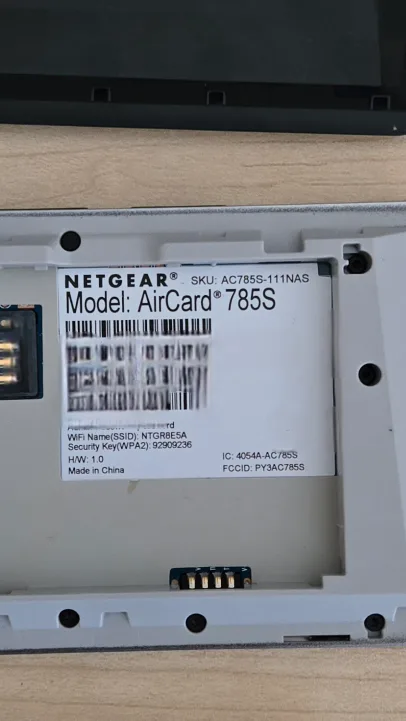 NETGEAR® SKU: AC785S-111NAS
Model: AirCard® 785S
WiFi Name(SSID): NTGR8E5A
Security Key(WPA2): 92909236
H/W: 1.0
IC: 4054A-AC785S
Made in China
FCCID: PY3AC785S